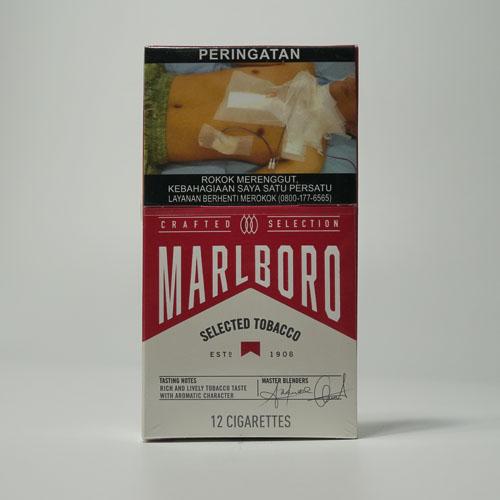 PERINGATAN
ROKOK MERENGGUT,
KEBAHAGIAAN SAYA SATU PERSATU
LAYANAN BERHENTI MEROKOK (0800-177-6565)
CRAFTED SELECTION
MARLBORO
SELECTED TOBACCO
ESTD 1908
TASTING NOTES
RICH AND LIVELY TOBACCO TASTE
WITH AROMATIC CHARACTER
MASTER BLENDERS
12 CIGARETTES